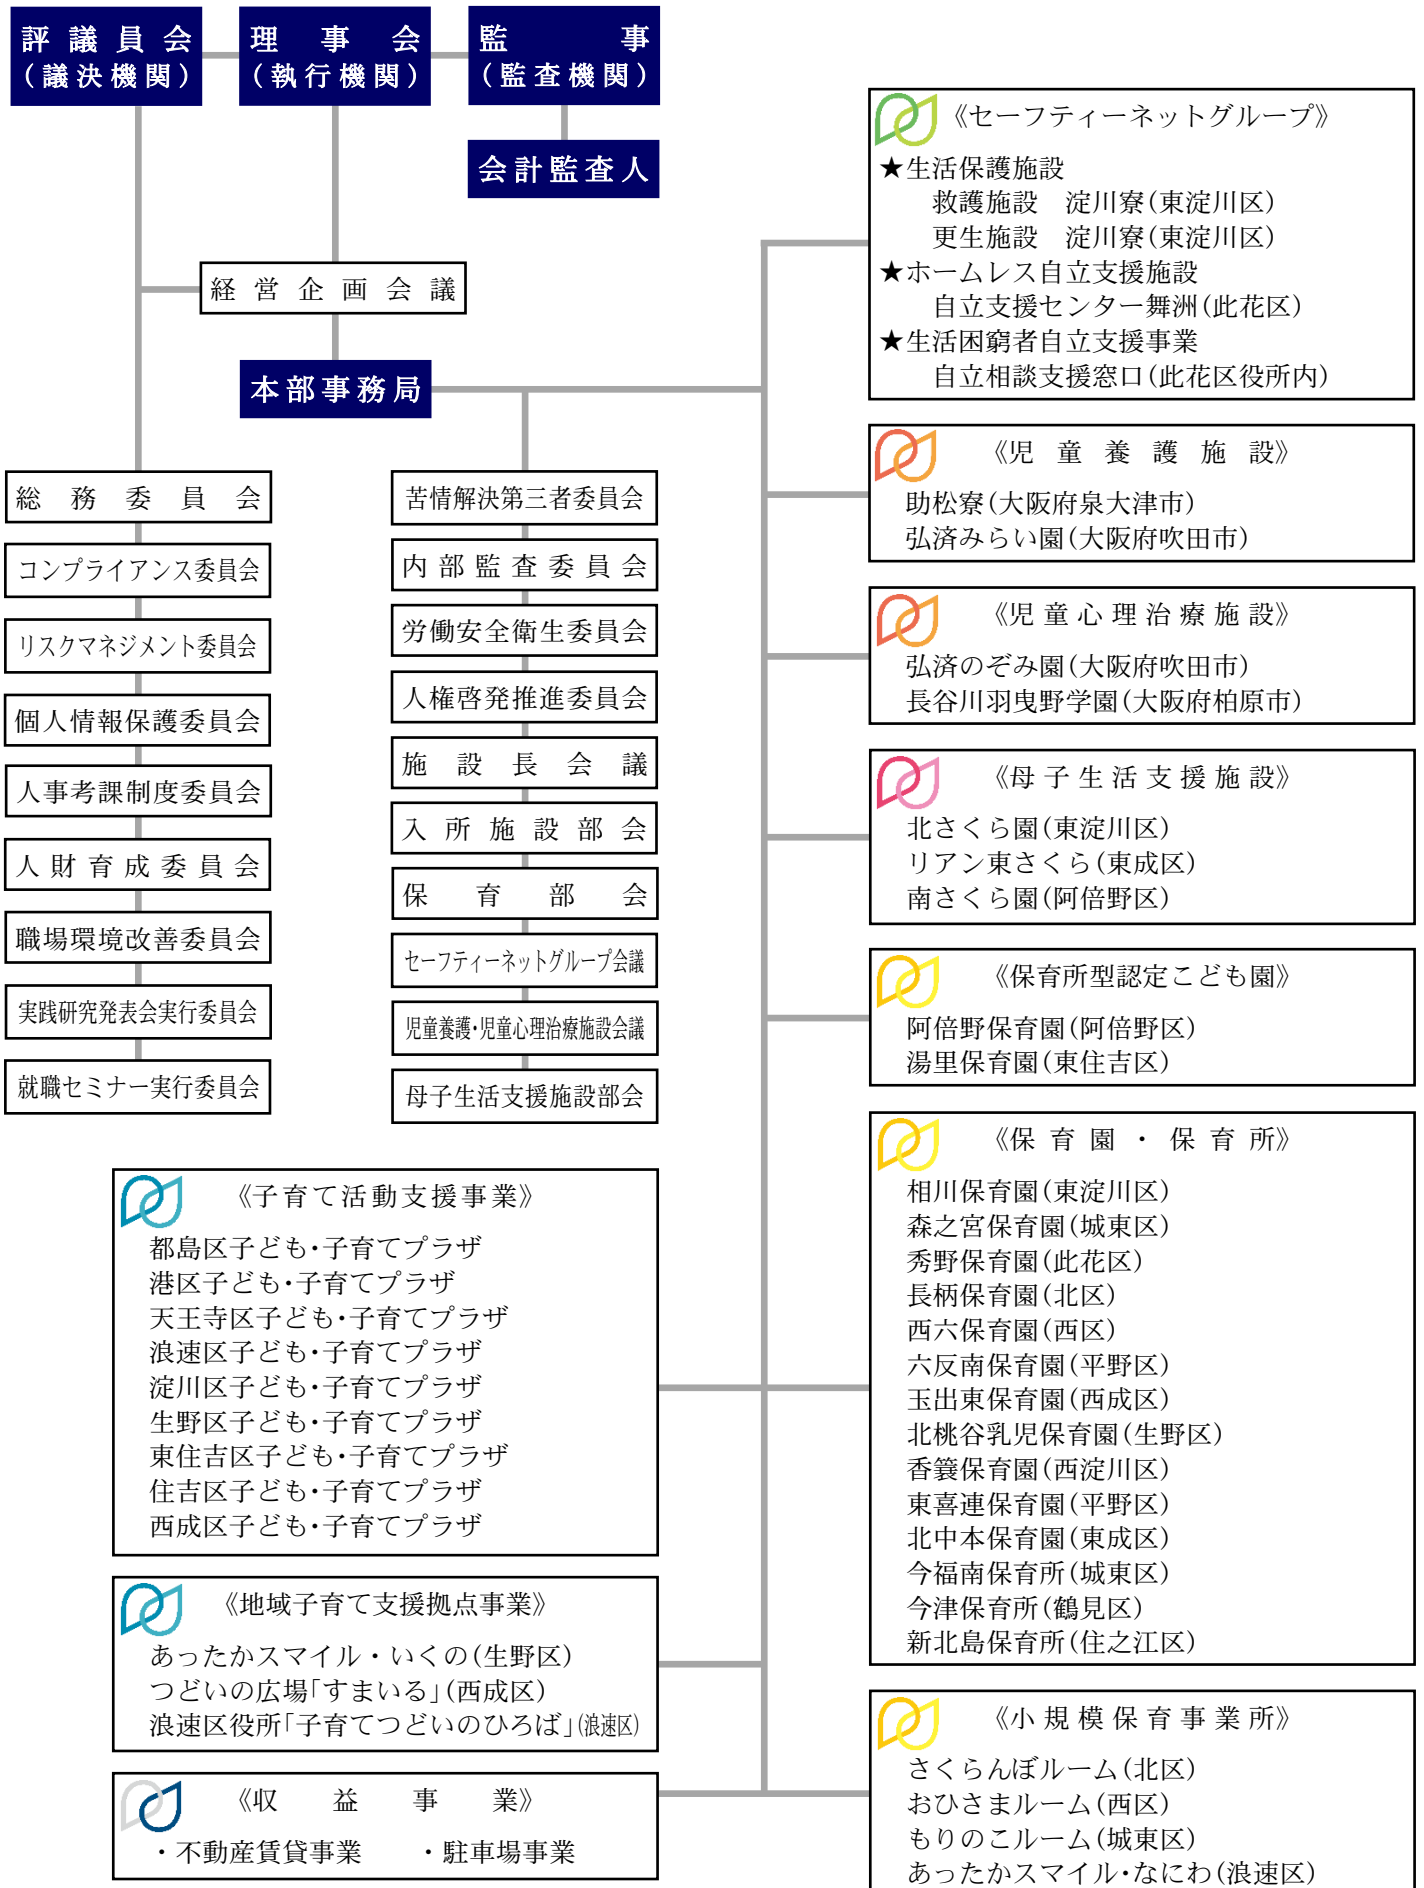 評議員会
(議決機関)
理事会
(執行機関)
監事
(監査機関)
会計監査人
経営企画会議
本部事務局
総務委員会
コンプライアンス委員会
リスクマネジメント委員会
個人情報保護委員会
人事考課制度委員会
人財育成委員会
職場環境改善委員会
実践研究発表会実行委員会
就職セミナー実行委員会
苦情解決第三者委員会
内部監査委員会
労働安全衛生委員会
人権啓発推進委員会
施設長会議
入所施設部会
保育部会
セーフティーネットグループ会議
児童養護・児童心理治療施設会議
母子生活支援施設部会
《セーフティーネットグループ》
★生活保護施設
救護施設　淀川寮(東淀川区)
更生施設　淀川寮(東淀川区)
★ホームレス自立支援施設
自立支援センター舞洲(此花区)
★生活困窮者自立支援事業
自立相談支援窓口(此花区役所内)
《児童養護施設》
助松寮(大阪府泉大津市)
弘済みらい園(大阪府吹田市)
《児童心理治療施設》
弘済のぞみ園(大阪府吹田市)
長谷川羽曳野学園(大阪府柏原市)
《母子生活支援施設》
北さくら園(東淀川区)
リアン東さくら(東成区)
南さくら園(阿倍野区)
《保育所型認定こども園》
阿倍野保育園(阿倍野区)
湯里保育園(東住吉区)
《保育園・保育所》
相川保育園(東淀川区)
森之宮保育園(城東区)
秀野保育園(此花区)
長柄保育園(北区)
西六保育園(西区)
六反南保育園(平野区)
玉出東保育園(西成区)
北桃谷乳児保育園(生野区)
香簑保育園(西淀川区)
東喜連保育園(平野区)
北中本保育園(東成区)
今福南保育所(城東区)
今津保育所(鶴見区)
新北島保育所(住之江区)
《小規模保育事業所》
さくらんぼルーム(北区)
おひさまルーム(西区)
もりのこルーム(城東区)
あったかスマイル・なにわ(浪速区)
《子育て活動支援事業》
都島区子ども・子育てプラザ
港区子ども・子育てプラザ
天王寺区子ども・子育てプラザ
浪速区子ども・子育てプラザ
淀川区子ども・子育てプラザ
生野区子ども・子育てプラザ
東住吉区子ども・子育てプラザ
住吉区子ども・子育てプラザ
西成区子ども・子育てプラザ
《地域子育て支援拠点事業》
あったかスマイル・いくの(生野区)
つどいの広場「すまいる」(西成区)
浪速区役所「子育てつどいのひろば」(浪速区)
《収益事業》
・不動産賃貸事業　・駐車場事業